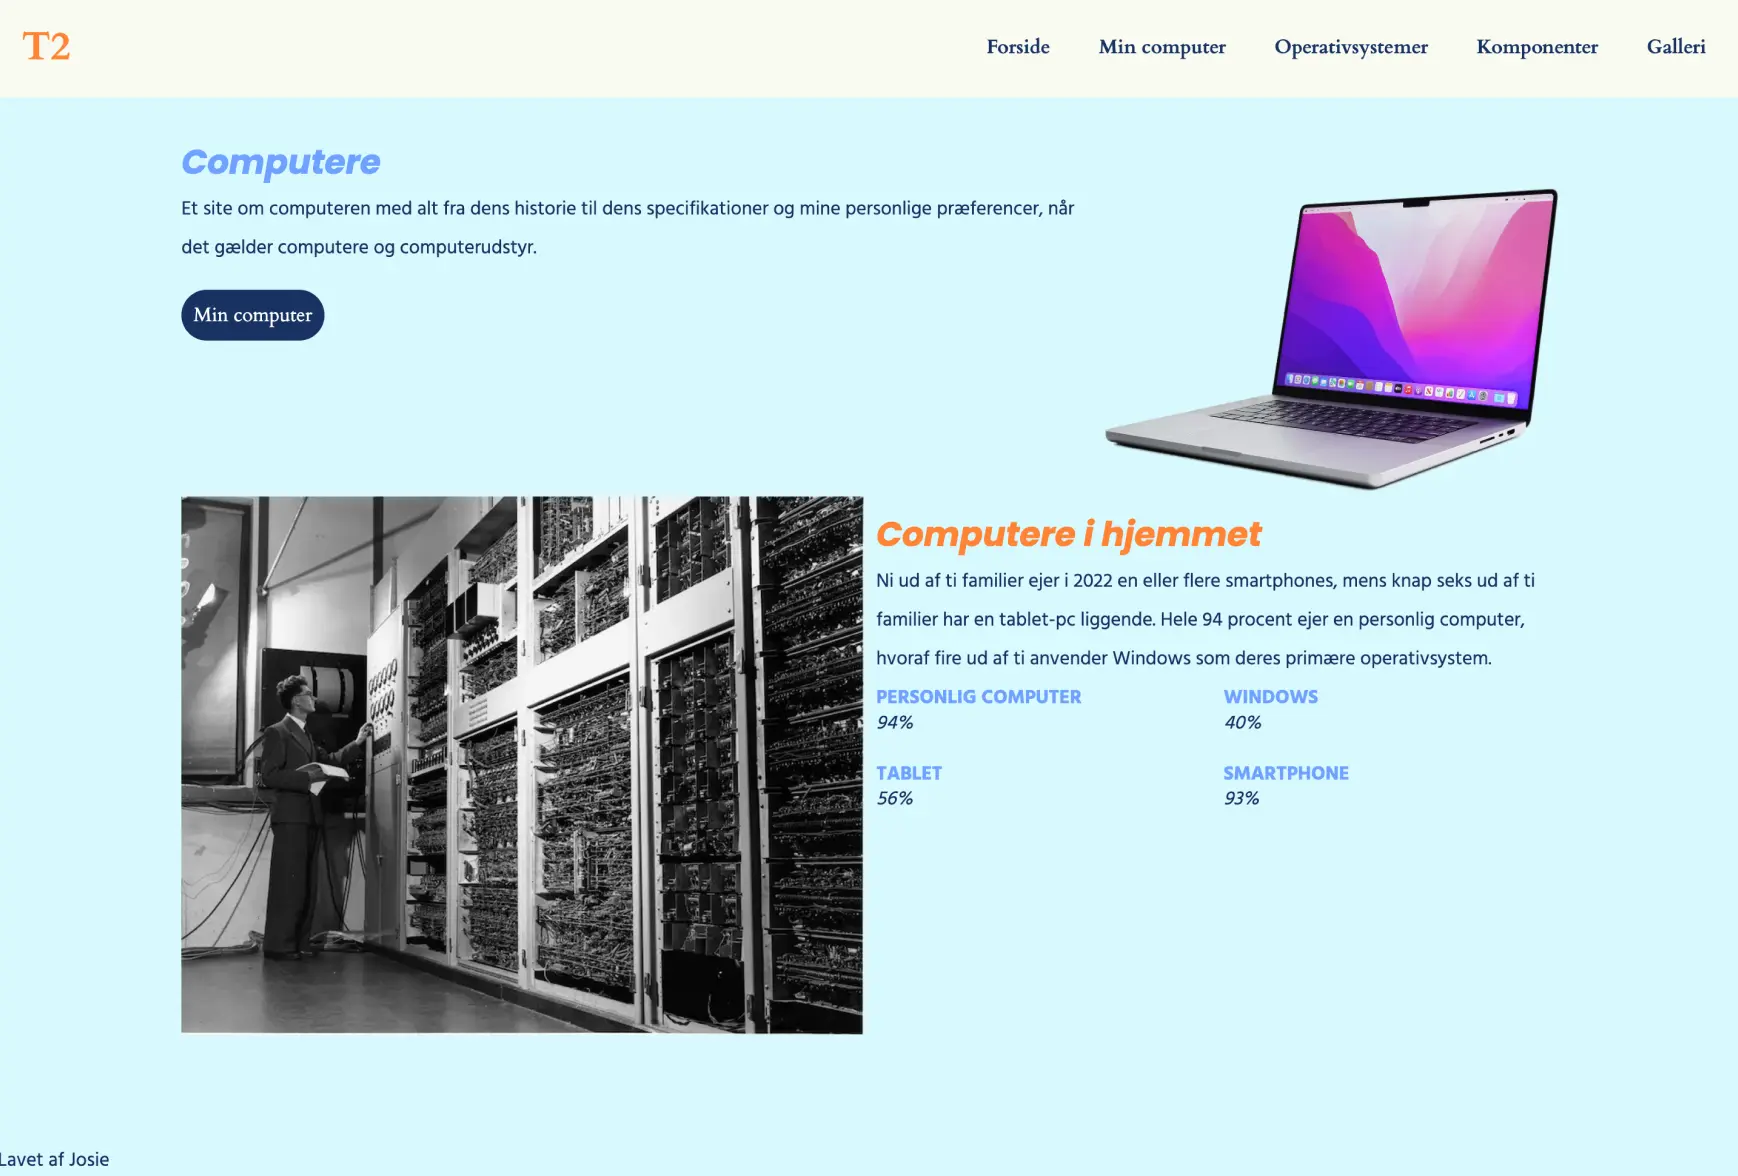 T2
Forside Min computer Operativsystemer Komponenter Galleri
Computere
Et site om computeren med alt fra dens historie til dens specifikationer og mine personlige præferencer, når
det gælder computere og computerudstyr.
Min computer
Computere i hjemmet
Ni ud af ti familier ejer i 2022 en eller flere smartphones, mens knap seks ud af ti
familier har en tablet-pc liggende. Hele 94 procent ejer en personlig computer,
hvoraf fire ud af ti anvender Windows som deres primære operativsystem.
PERSONLIG COMPUTER
94%
WINDOWS
40%
TABLET
56%
SMARTPHONE
93%
Lavet af Josie